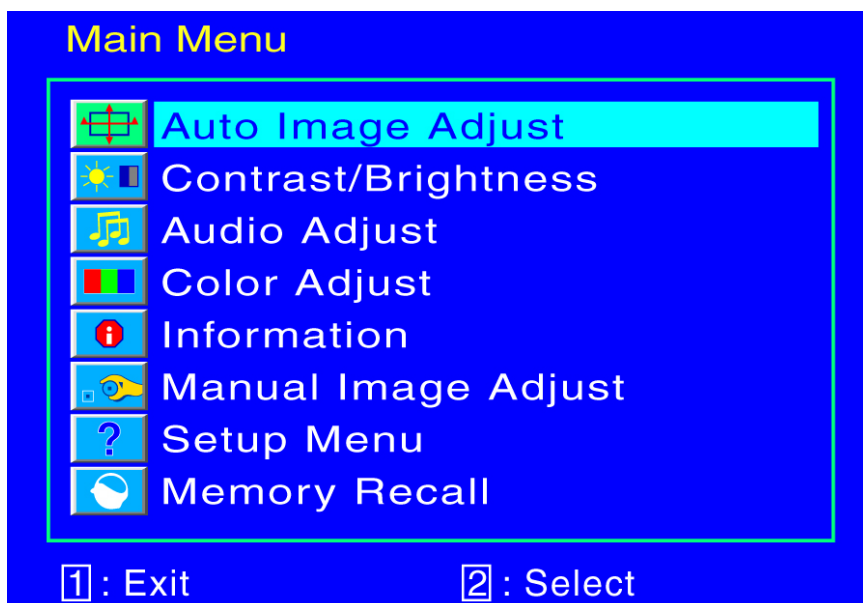 Main Menu
Auto Image Adjust
Contrast/Brightness
Audio Adjust
Color Adjust
Information
Manual Image Adjust
? Setup Menu
Memory Recall
1 : Exit 2 : Select